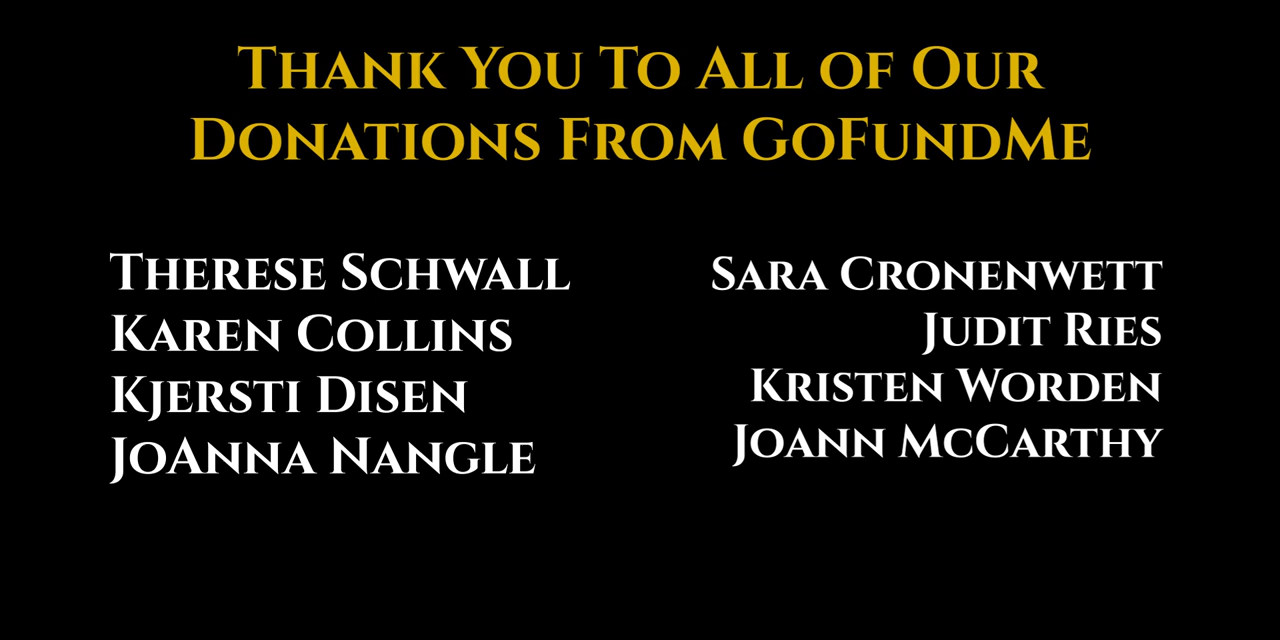 Thank You To All of Our
Donations From GoFundMe
Therese Schwall
Karen Collins
Kjersti Disen
JoAnna Nangle
Sara Cronenwett
Judit Ries
Kristen Worden
Joann McCarthy